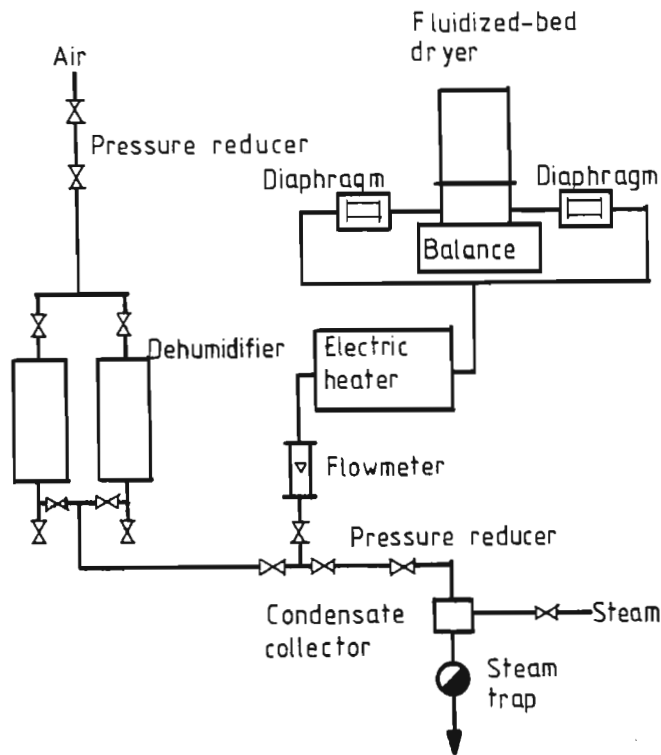 Fluidized-bed
dryer
Air
Pressure reducer
Diaphragm
Diaphragm
Balance
Dehumidifier
Electric
heater
Flowmeter
Pressure reducer
Condensate
collector
Steam
Steam
trap